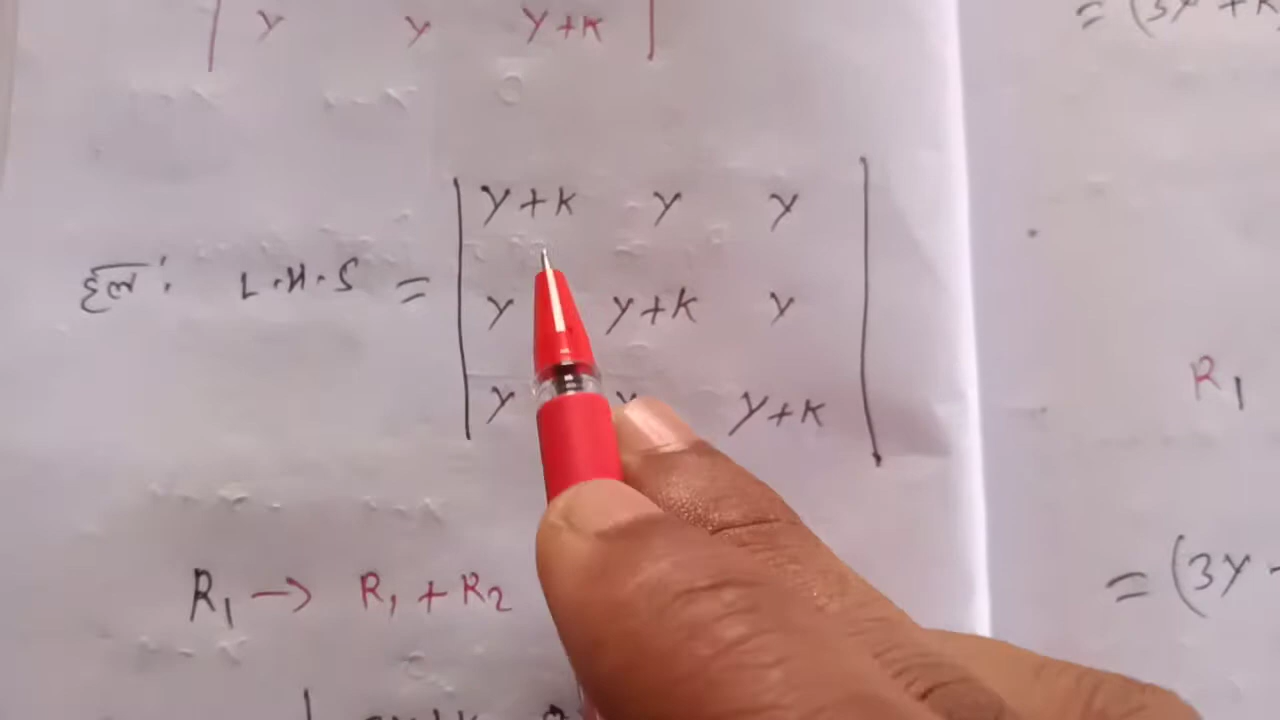 y y y+k
= (3y + k
हल: L.H.S = y+k y y
y y+k y
y y y+k
R₁
R₁ → R₁ + R₂
= (3y